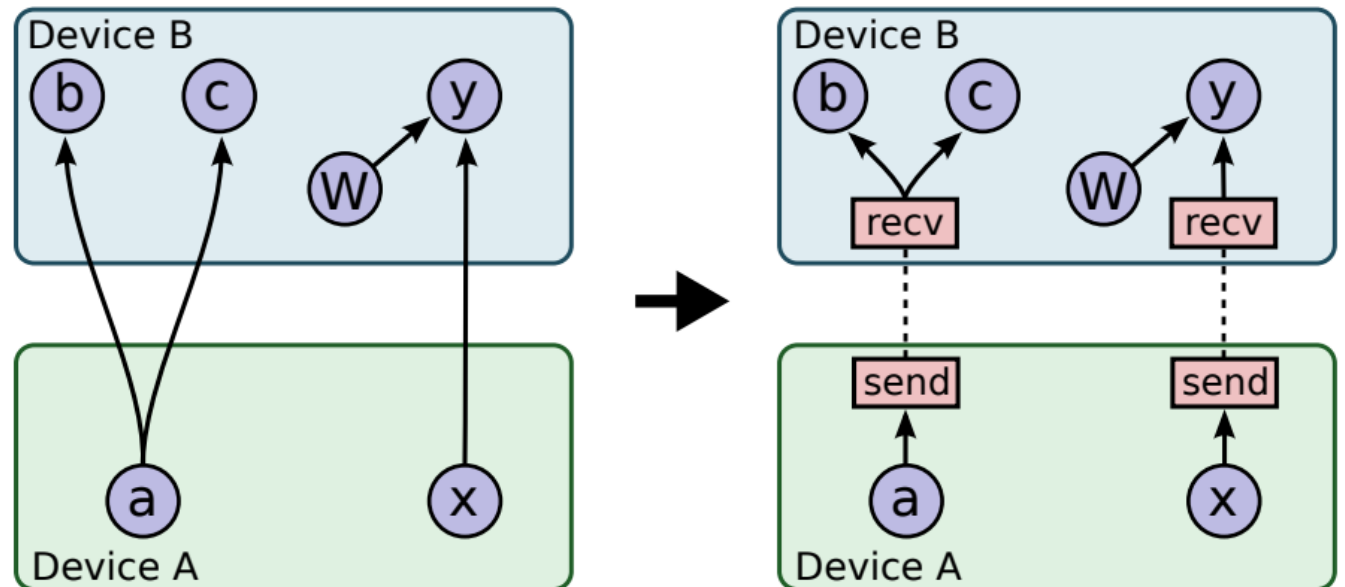 Device B
b c y
W
a x
Device A
Device B
b c y
W
recv recv
send send
a x
Device A